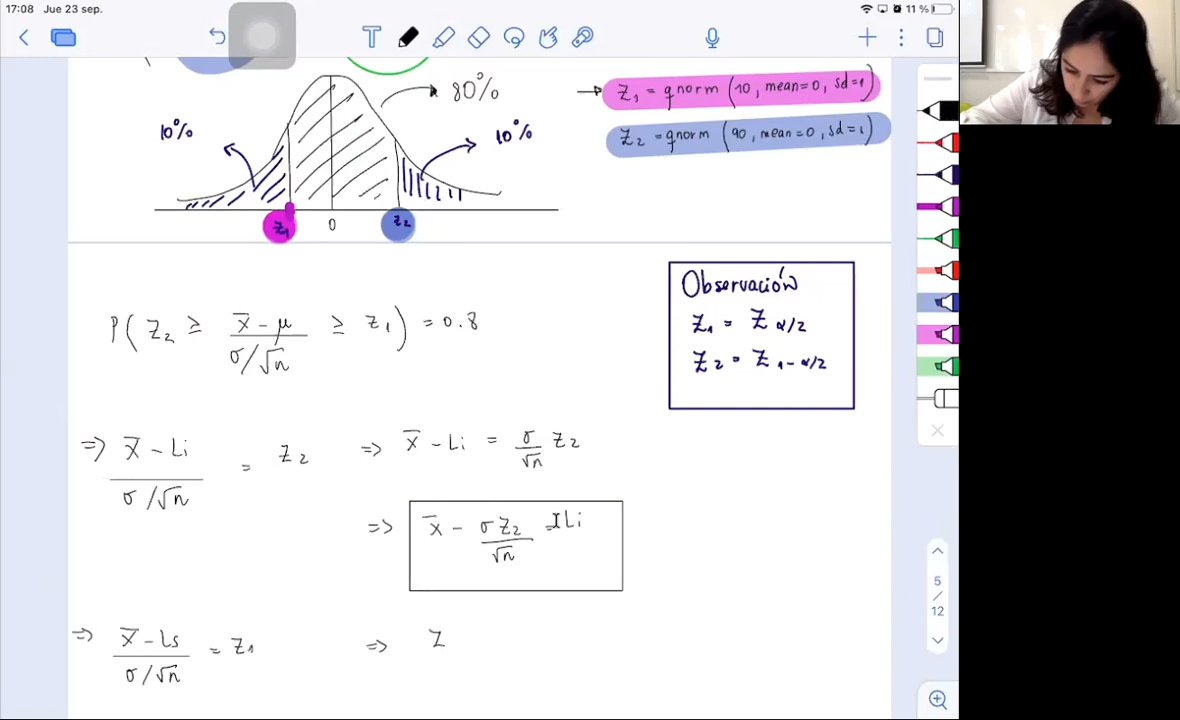 17:08 Jue 23 sep.
11 %
80%
10%
10%
z₁ = qnorm (10, mean=0, sd=1)
z₂ = qnorm (90, mean=0, sd=1)
z₁ 0 z₂
Observación
z₁ = z α/2
z₂ = z 1-α/2
P( z₂ ≥ (x̄ - μ)/(σ/√n) ≥ z₁ ) = 0.8
=> (x̄ - Li)/(σ/√n) = z₂ => x̄ - Li = σ/√n z₂
=> x̄ - σz₂/√n = Li
=> (x̄ - Ls)/(σ/√n) = z₁ => z
5
/
12